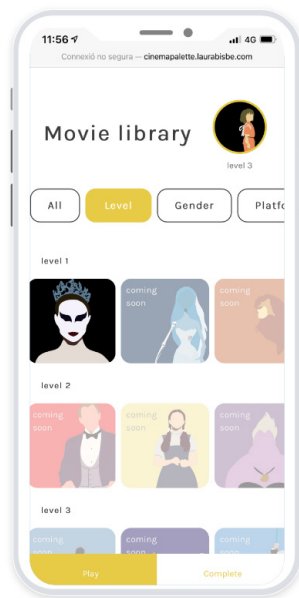 11:56
4G
Connexió no segura — cinemapalette.laurabisbe.com
Movie library
level 3
All
Level
Gender
Platfo
level 1
coming
soon
coming
soon
level 2
coming
soon
coming
soon
coming
soon
level 3
coming
soon
coming
soon
coming
soon
Play
Complete